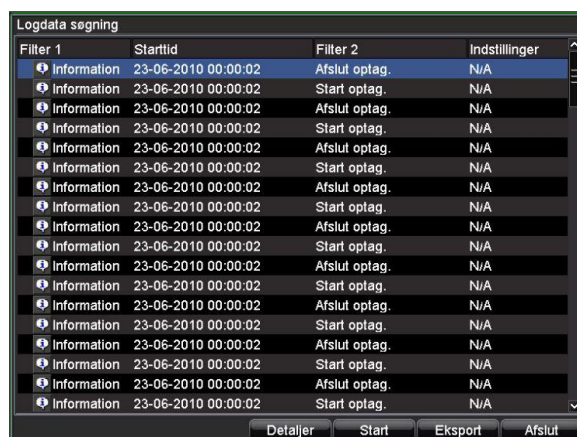 Logdata søgning
Filter 1 Starttid Filter 2 Indstillinger
Information 23-06-2010 00:00:02 Afslut optag. N/A
Information 23-06-2010 00:00:02 Start optag. N/A
Information 23-06-2010 00:00:02 Afslut optag. N/A
Information 23-06-2010 00:00:02 Start optag. N/A
Information 23-06-2010 00:00:02 Afslut optag. N/A
Information 23-06-2010 00:00:02 Start optag. N/A
Information 23-06-2010 00:00:02 Afslut optag. N/A
Information 23-06-2010 00:00:02 Start optag. N/A
Information 23-06-2010 00:00:02 Afslut optag. N/A
Information 23-06-2010 00:00:02 Start optag. N/A
Information 23-06-2010 00:00:02 Afslut optag. N/A
Information 23-06-2010 00:00:02 Start optag. N/A
Information 23-06-2010 00:00:02 Afslut optag. N/A
Information 23-06-2010 00:00:02 Start optag. N/A
Information 23-06-2010 00:00:02 Afslut optag. N/A
Information 23-06-2010 00:00:02 Start optag. N/A
Information 23-06-2010 00:00:02 Afslut optag. N/A
Information 23-06-2010 00:00:02 Start optag. N/A
Detaljer Start Eksport Afslut